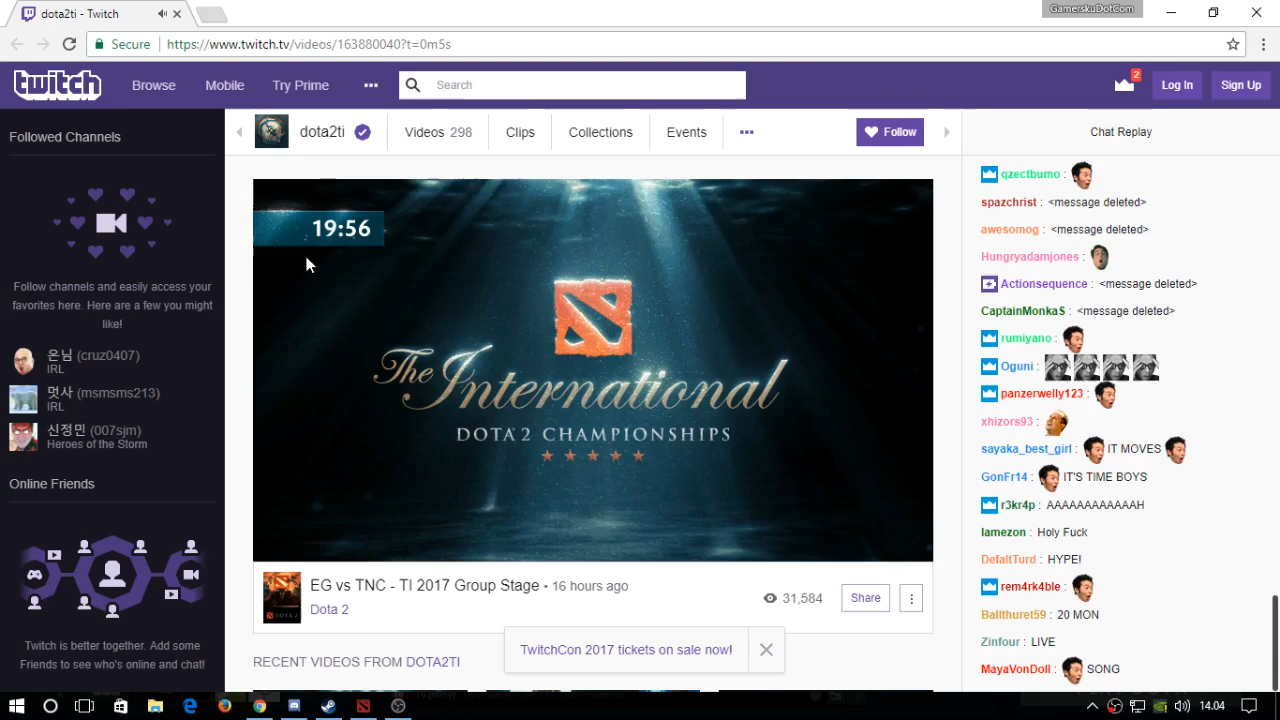 dota2ti - Twitch
GamerskuDotCom
Secure
https://www.twitch.tv/videos/163880040?t=0m5s
twitch
Browse
Mobile
Try Prime
Search
2
Log In
Sign Up
Followed Channels
Follow channels and easily access your
favorites here. Here are a few you might
like!
온님 (cruz0407)
IRL
멋사 (msmsms213)
IRL
신정민 (007sjm)
Heroes of the Storm
Online Friends
Twitch is better together. Add some
Friends to see who's online and chat!
dota2ti
Videos 298
Clips
Collections
Events
Follow
19:56
The International
DOTA 2 CHAMPIONSHIPS
EG vs TNC - TI 2017 Group Stage • 16 hours ago
Dota 2
31,584
Share
TwitchCon 2017 tickets on sale now!
RECENT VIDEOS FROM DOTA2TI
Chat Replay
qzectbumo :
spazchrist : <message deleted>
awesomog : <message deleted>
Hungryadamjones :
Actionsequence : <message deleted>
CaptainMonkaS : <message deleted>
rumiyano :
Oguni :
panzerwelly123 :
xhizors93 :
sayaka_best_girl : IT MOVES
GonFr14 : IT'S TIME BOYS
r3kr4p : AAAAAAAAAAAAH
lamezon : Holy Fuck
DefaltTurd : HYPE!
rem4rk4ble :
Ballthuret59 : 20 MON
Zinfour : LIVE
MayaVonDoll : SONG
14.04